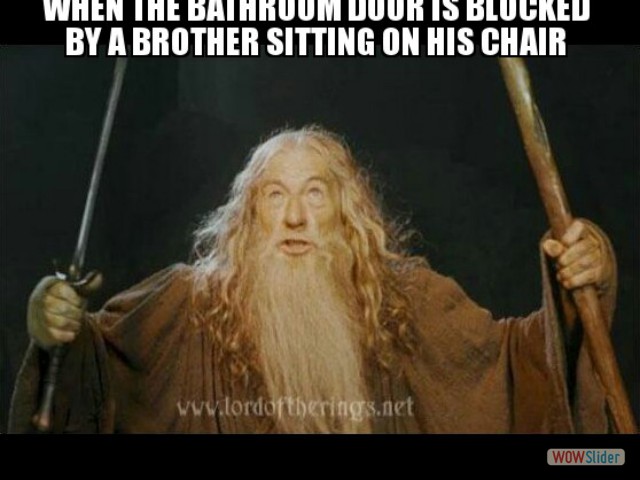 WHEN THE BATHROOM DOOR IS BLOCKED
BY A BROTHER SITTING ON HIS CHAIR
www.lordoftherings.net
WOWSlider